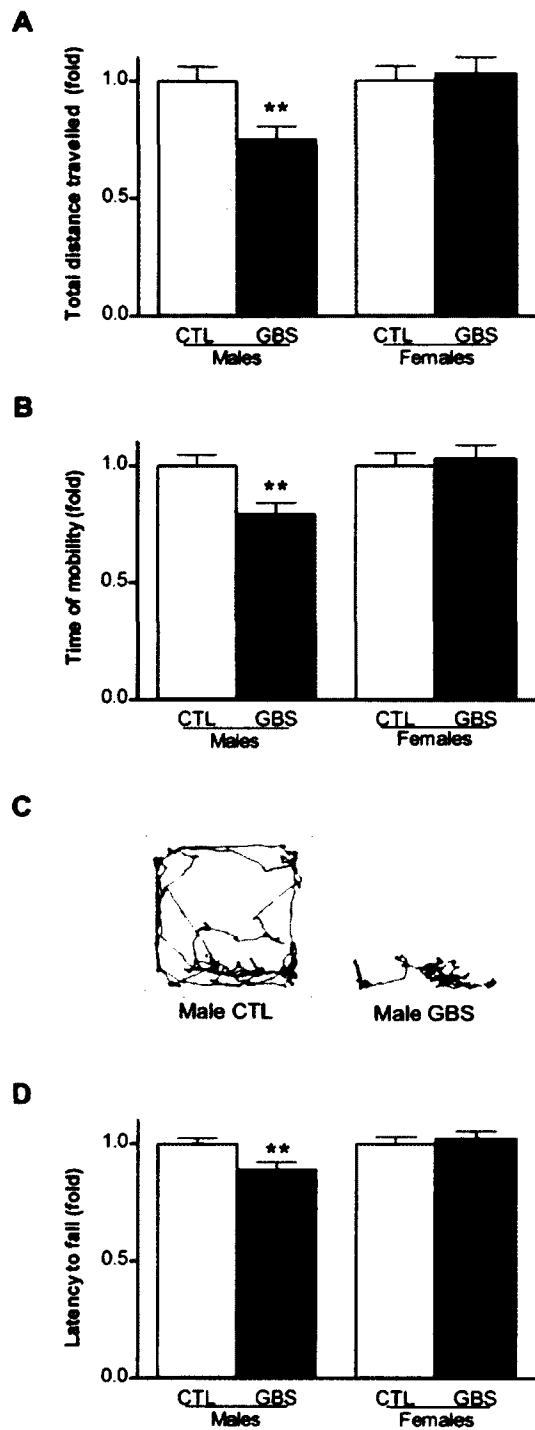 A
Total distance travelled (fold)
1.0
0.5
0.0
**
CTL GBS CTL GBS
Males Females
B
Time of mobility (fold)
1.0
0.5
0.0
**
CTL GBS CTL GBS
Males Females
C
Male CTL Male GBS
D
Latency to fall (fold)
1.0
0.5
0.0
**
CTL GBS CTL GBS
Males Females